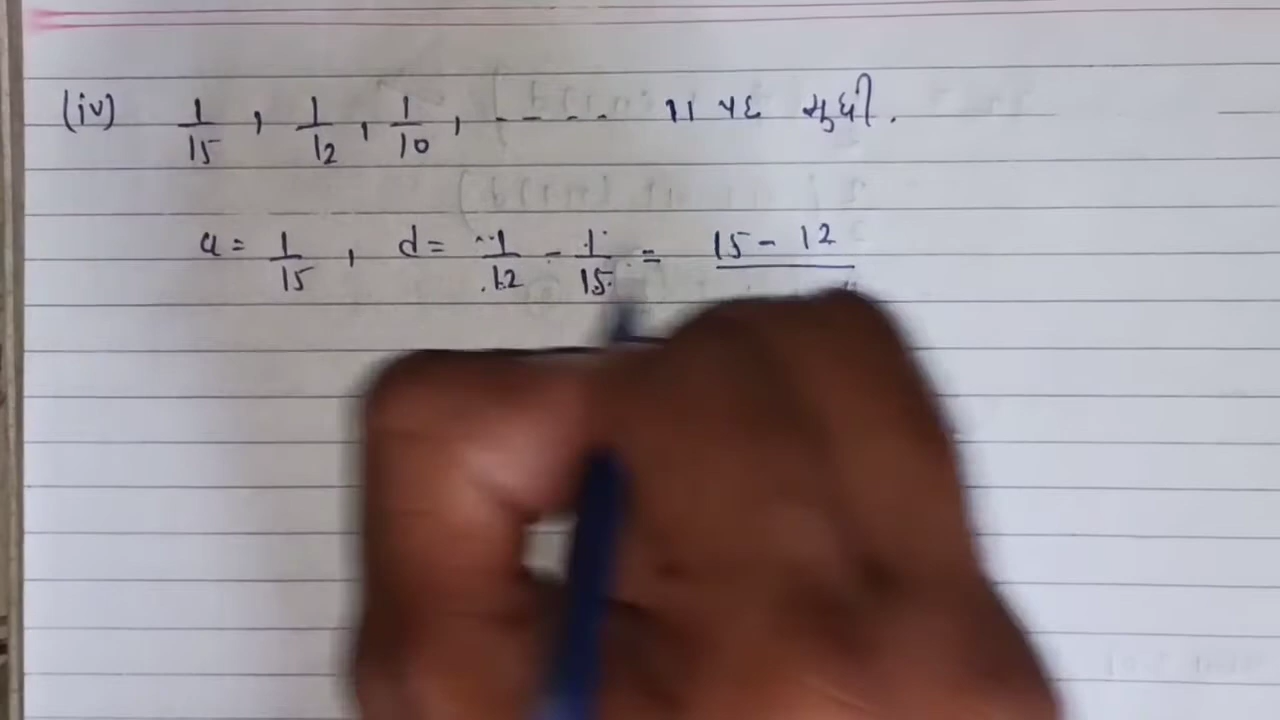 (iv) 1/15, 1/12, 1/10, ----- 11 પદ સુધી.
a = 1/15, d = 1/12 - 1/15 = 15 - 12